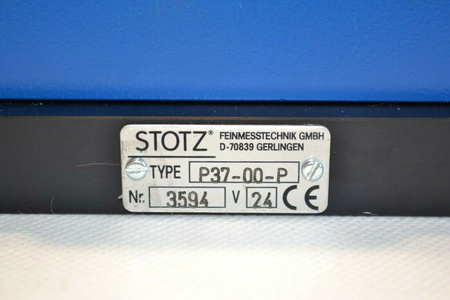 STOTZ® FEINMESSTECHNIK GMBH
D-70839 GERLINGEN
TYPE P37-00-P
Nr. 3594 V 24 CE